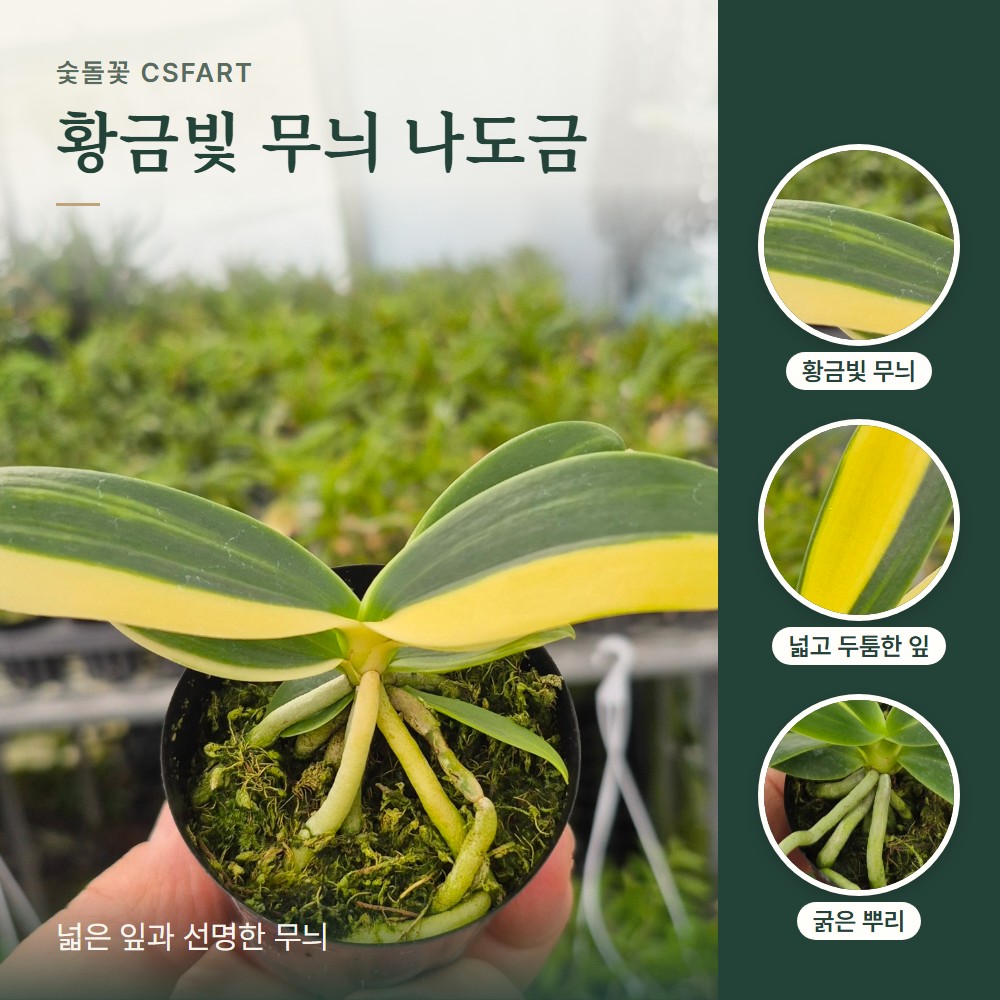 숯돌꽃 CSFART
황금빛 무늬 나도금
황금빛 무늬
넓고 두툼한 잎
굵은 뿌리
넓은 잎과 선명한 무늬